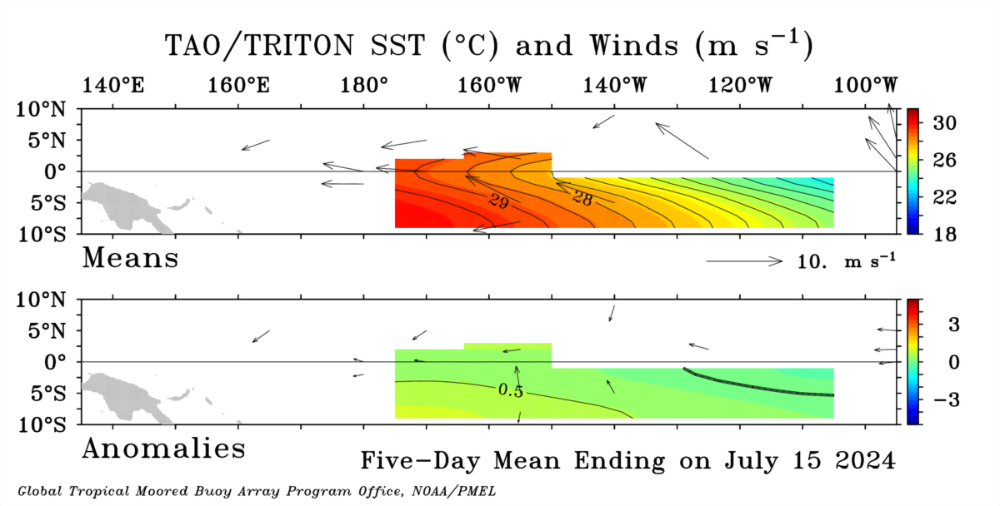 TAO/TRITON SST (°C) and Winds (m s⁻¹)
140°E 160°E 180° 160°W 140°W 120°W 100°W
10°N
5°N
0°
5°S
10°S
29 28
30
26
22
18
Means
10. m s⁻¹
10°N
5°N
0°
5°S
10°S
0.5
3
0
−3
Anomalies
Five−Day Mean Ending on July 15 2024
Global Tropical Moored Buoy Array Program Office, NOAA/PMEL